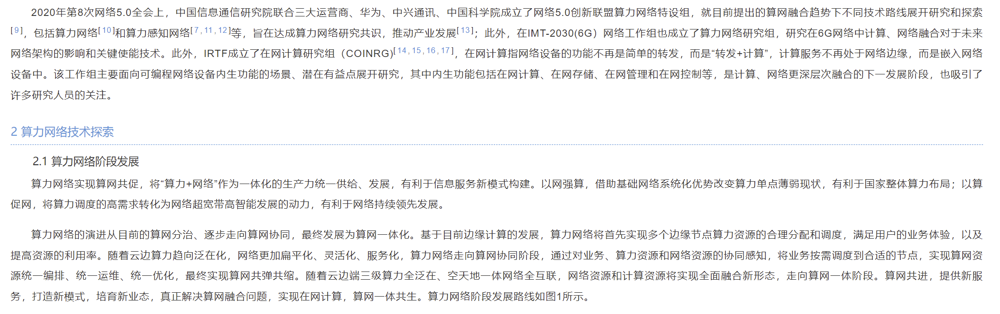 2020年第8次网络5.0全会上，中国信息通信研究院联合三大运营商、华为、中兴通讯、中国科学院成立了网络5.0创新联盟算力网络特设组，就目前提出的算网融合趋势下不同技术路线展开研究和探索
[9]，包括算力网络[10]和算力感知网络[7,11,12]等，旨在达成算力网络研究共识，推动产业发展[13]；此外，在IMT-2030(6G）网络工作组也成立了算力网络研究组，研究在6G网络中计算、网络融合对于未来
网络架构的影响和关键使能技术。此外，IRTF成立了在网计算研究组（COINRG)[14,15,16,17]，在网计算指网络设备的功能不再是简单的转发，而是“转发+计算”，计算服务不再处于网络边缘，而是嵌入网络
设备中。该工作组主要面向可编程网络设备内生功能的场景、潜在有益点展开研究，其中内生功能包括在网计算、在网存储、在网管理和在网控制等，是计算、网络更深层次融合的下一发展阶段，也吸引了
许多研究人员的关注。
2 算力网络技术探索
2.1 算力网络阶段发展
算力网络实现算网共促，将“算力+网络”作为一体化的生产力统一供给、发展，有利于信息服务新模式构建。以网强算，借助基础网络系统化优势改变算力单点薄弱现状，有利于国家整体算力布局；以算
促网，将算力调度的高需求转化为网络超宽带高智能发展的动力，有利于网络持续领先发展。
算力网络的演进从目前的算网分治、逐步走向算网协同，最终发展为算网一体化。基于目前边缘计算的发展，算力网络将首先实现多个边缘节点算力资源的合理分配和调度，满足用户的业务体验，以及
提高资源的利用率。随着云边算力趋向泛在化，网络更加扁平化、灵活化、服务化，算力网络走向算网协同阶段，通过对业务、算力资源和网络资源的协同感知，将业务按需调度到合适的节点，实现算网资
源统一编排、统一运维、统一优化，最终实现算网共弹共缩。随着云边端三级算力全泛在、空天地一体网络全互联，网络资源和计算资源将实现全面融合新形态，走向算网一体阶段。算网共进，提供新服
务，打造新模式，培育新业态，真正解决算网融合问题，实现在网计算，算网一体共生。算力网络阶段发展路线如图1所示。